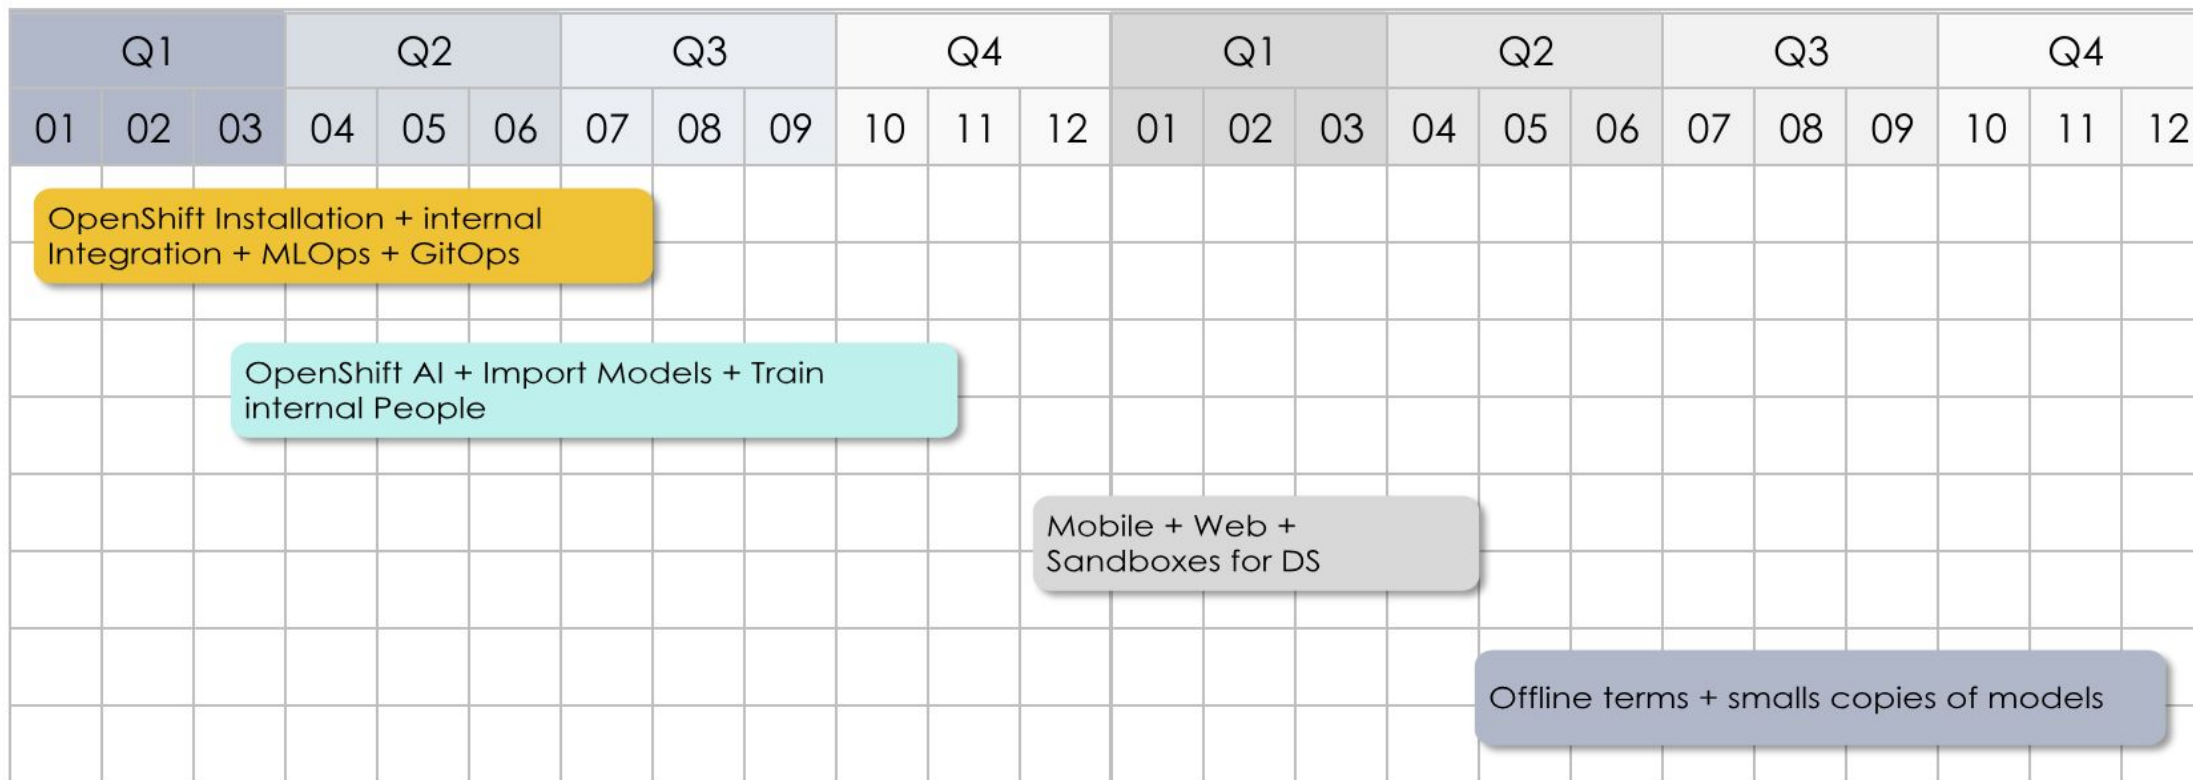 Q1 Q2 Q3 Q4 Q1 Q2 Q3 Q4
01 02 03 04 05 06 07 08 09 10 11 12 01 02 03 04 05 06 07 08 09 10 11 12
OpenShift Installation + internal
Integration + MLOps + GitOps
OpenShift AI + Import Models + Train
internal People
Mobile + Web +
Sandboxes for DS
Offline terms + smalls copies of models